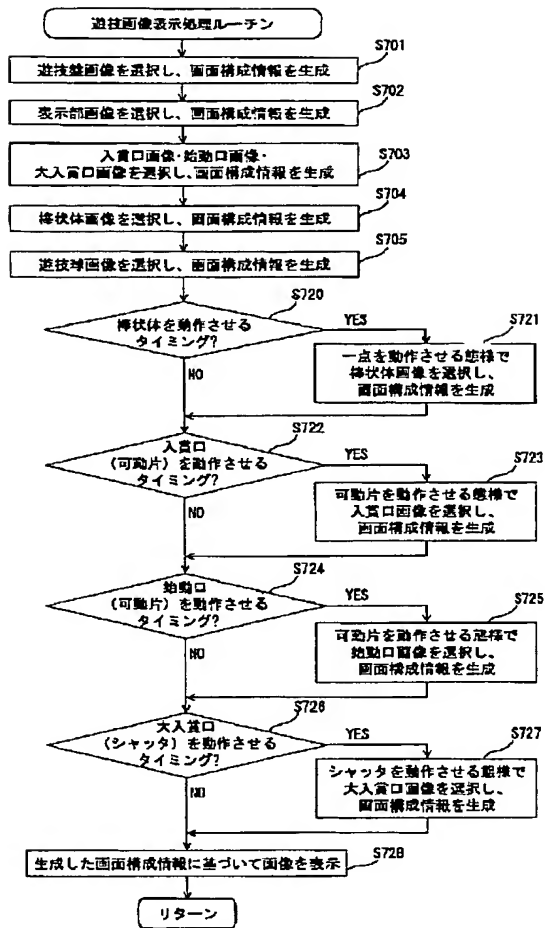 遊技画像表示処理ルーチン
S701
遊技盤画像を選択し、画面構成情報を生成
S702
表示部画像を選択し、画面構成情報を生成
S703
入賞口画像・始動口画像・
大入賞口画像を選択し、画面構成情報を生成
S704
棒状体画像を選択し、画面構成情報を生成
S705
遊技球画像を選択し、画面構成情報を生成
S720
棒状体を動作させる
タイミング?
YES
NO
S721
一点を動作させる態様で
棒状体画像を選択し、
画面構成情報を生成
S722
入賞口
(可動片)を動作させる
タイミング?
YES
NO
S723
可動片を動作させる態様で
入賞口画像を選択し、
画面構成情報を生成
S724
始動口
(可動片)を動作させる
タイミング?
YES
NO
S725
可動片を動作させる態様で
始動口画像を選択し、
画面構成情報を生成
S726
大入賞口
(シャッタ)を動作させる
タイミング?
YES
NO
S727
シャッタを動作させる態様で
大入賞口画像を選択し、
画面構成情報を生成
S728
生成した画面構成情報に基づいて画像を表示
リターン